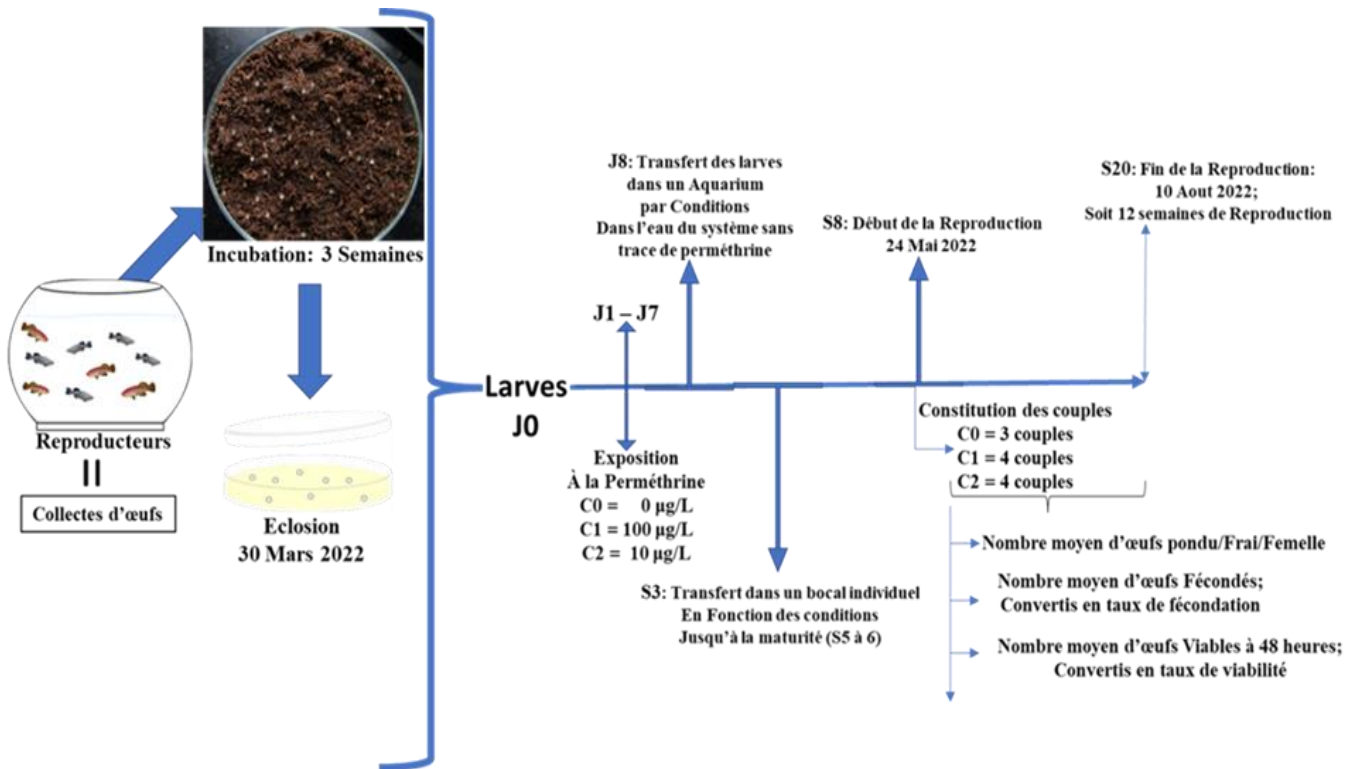 Incubation: 3 Semaines
Reproducteurs
Collectes d'œufs
Eclosion
30 Mars 2022
Larves
J0
J1 – J7
Exposition
À la Perméthrine
C0 = 0 µg/L
C1 = 100 µg/L
C2 = 10 µg/L
J8: Transfert des larves
dans un Aquarium
par Conditions
Dans l'eau du système sans
trace de perméthrine
S3: Transfert dans un bocal individuel
En Fonction des conditions
Jusqu'à la maturité (S5 à 6)
S8: Début de la Reproduction
24 Mai 2022
Constitution des couples
C0 = 3 couples
C1 = 4 couples
C2 = 4 couples
Nombre moyen d'œufs pondu/Frai/Femelle
Nombre moyen d'œufs Fécondés;
Convertis en taux de fécondation
Nombre moyen d'œufs Viables à 48 heures;
Convertis en taux de viabilité
S20: Fin de la Reproduction:
10 Aout 2022;
Soit 12 semaines de Reproduction